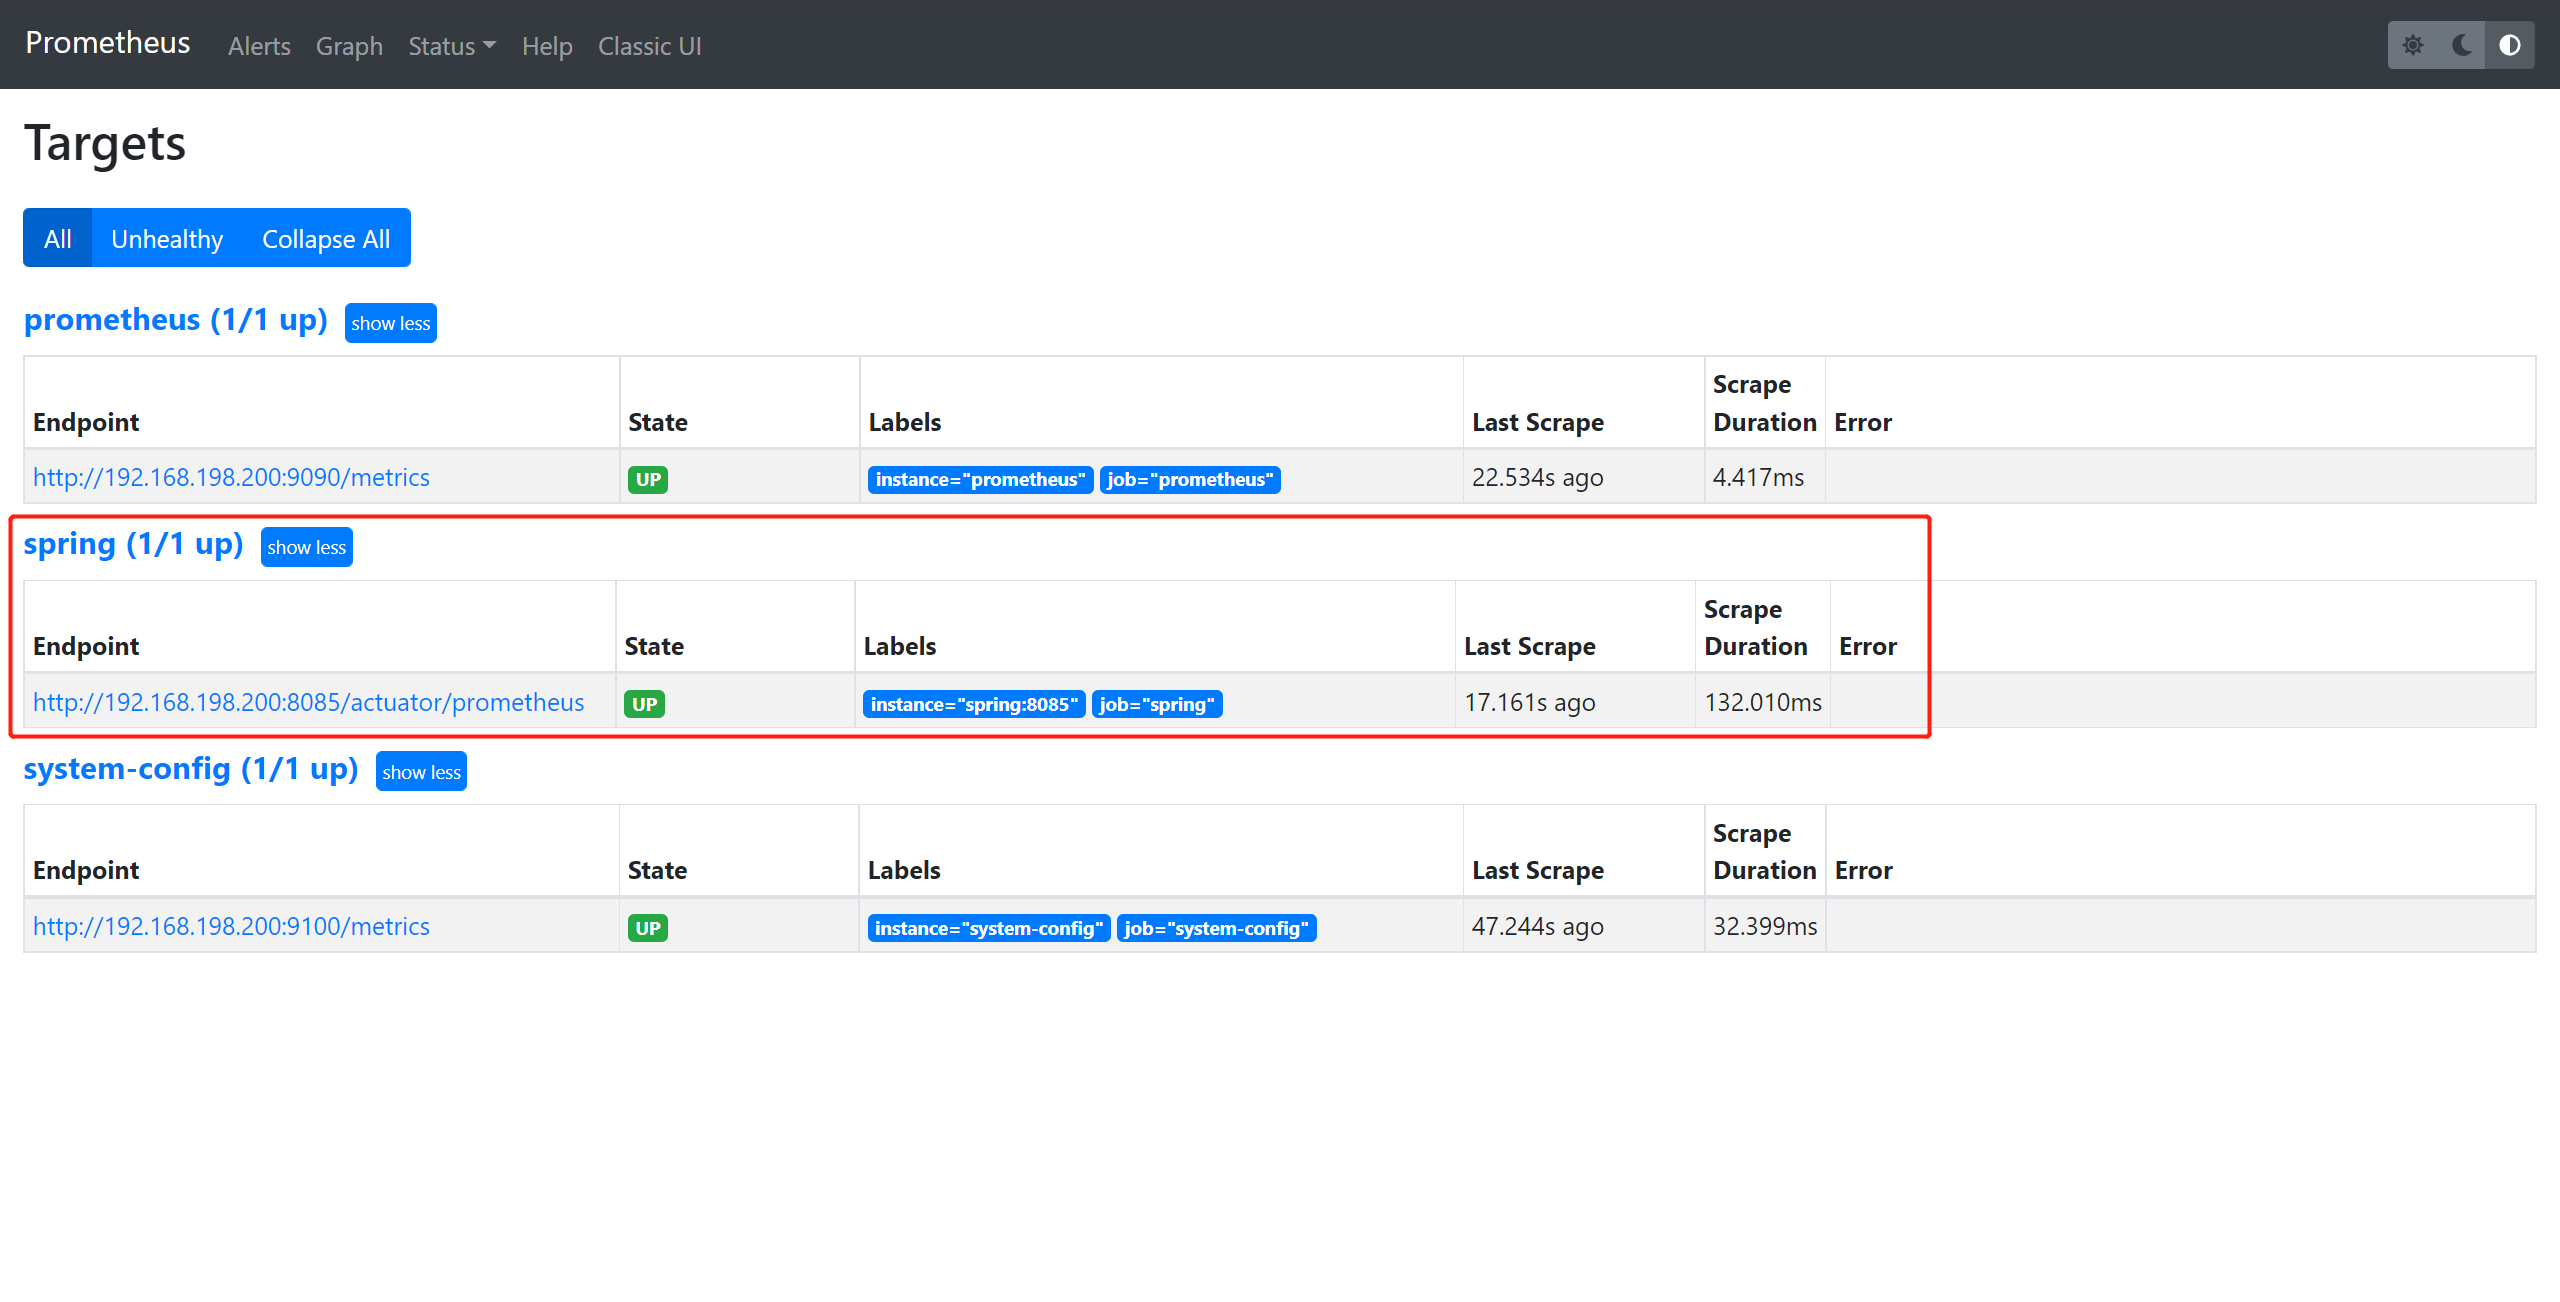 Prometheus Alerts Graph Status Help Classic UI
Targets
All Unhealthy Collapse All
prometheus (1/1 up) show less
Endpoint State Labels Last Scrape Scrape Duration Error
http://192.168.198.200:9090/metrics UP instance="prometheus" job="prometheus" 22.534s ago 4.417ms
spring (1/1 up) show less
Endpoint State Labels Last Scrape Scrape Duration Error
http://192.168.198.200:8085/actuator/prometheus UP instance="spring:8085" job="spring" 17.161s ago 132.010ms
system-config (1/1 up) show less
Endpoint State Labels Last Scrape Scrape Duration Error
http://192.168.198.200:9100/metrics UP instance="system-config" job="system-config" 47.244s ago 32.399ms